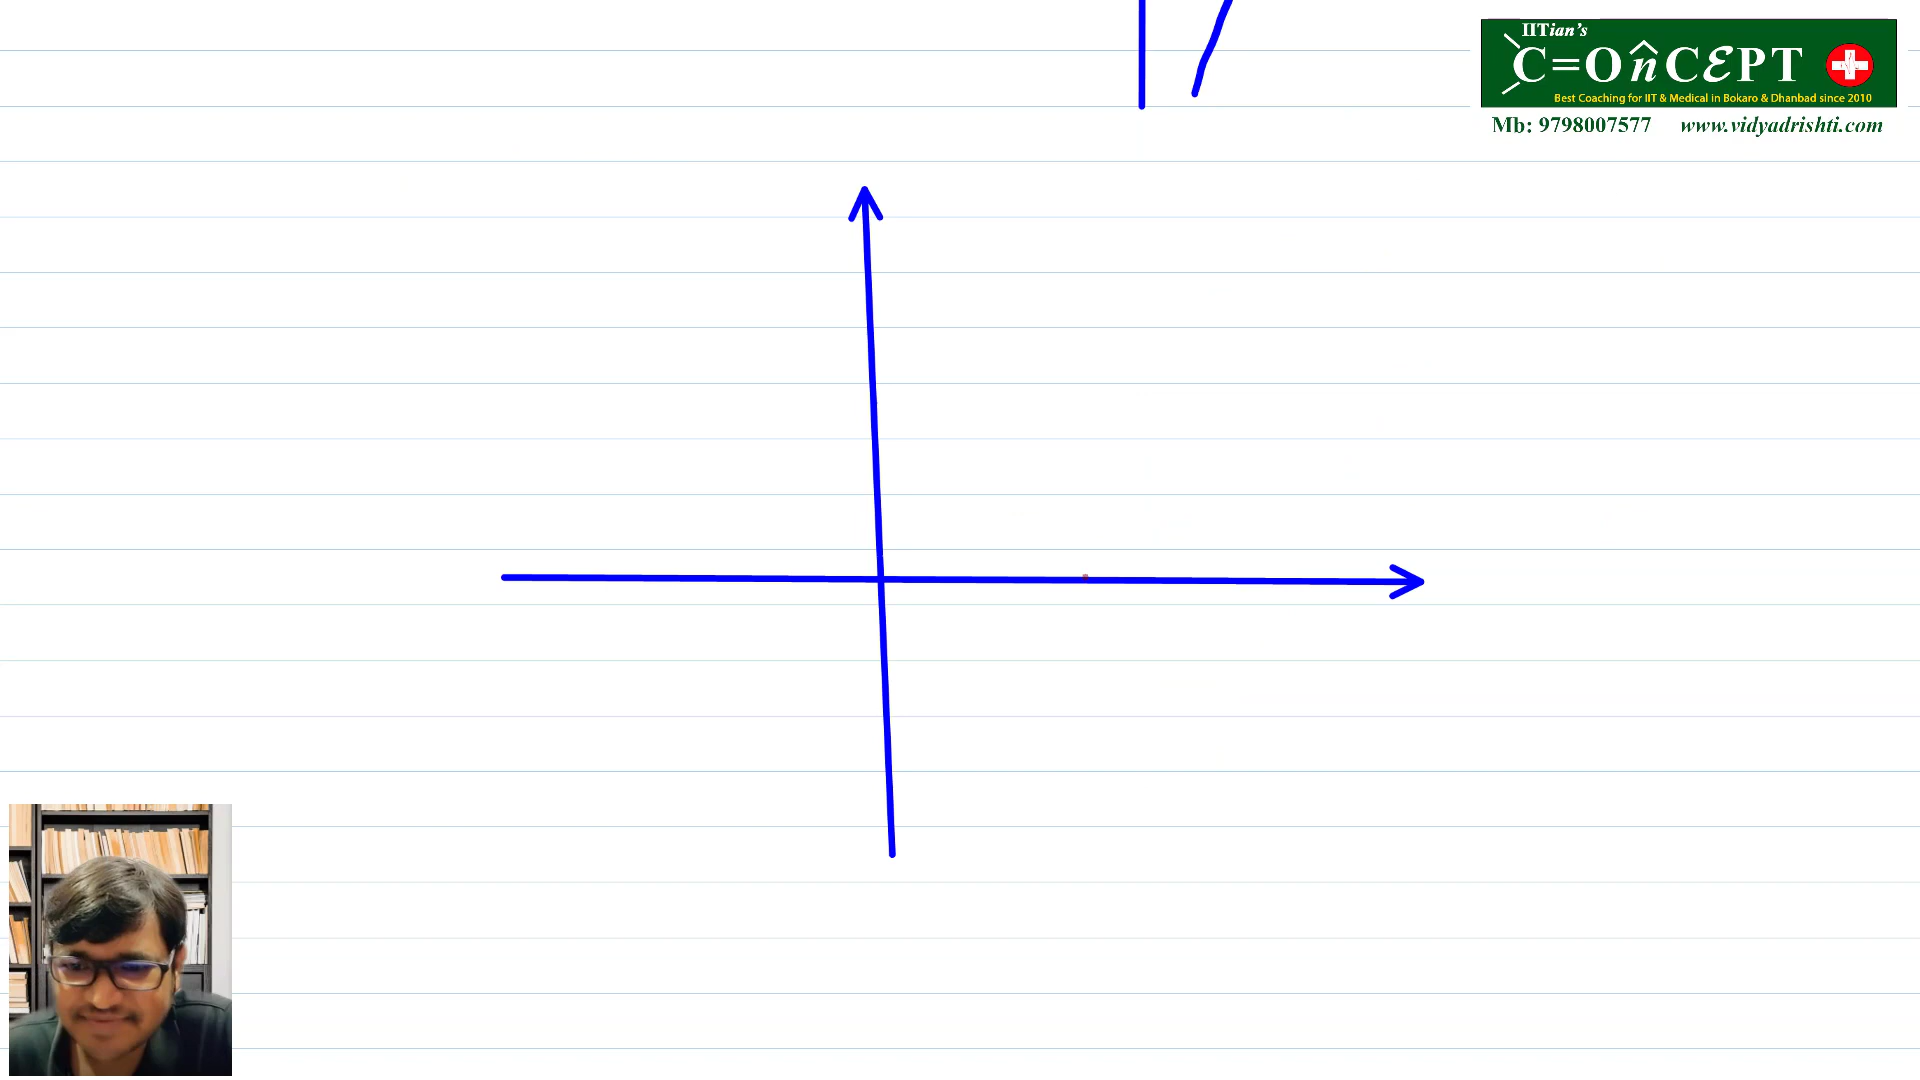 IITian's
C=OnCEPT
Best Coaching for IIT & Medical in Bokaro & Dhanbad since 2010
Mb: 9798007577 www.vidyadrishti.com